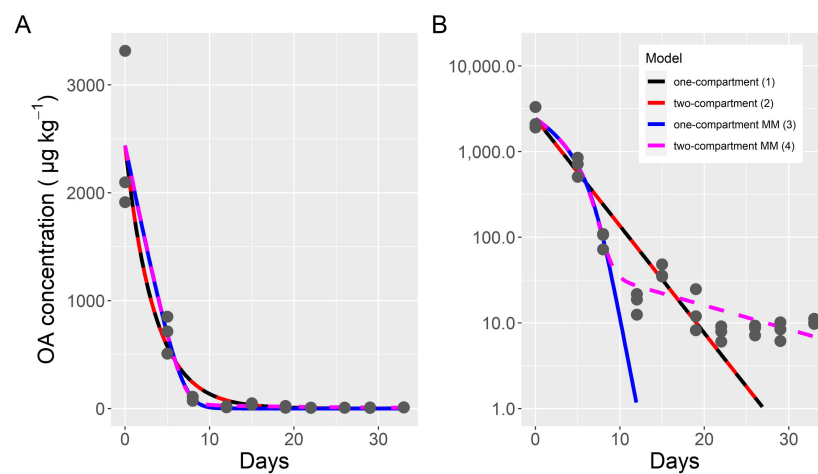 A
OA concentration ( µg kg⁻¹)
3000
2000
1000
0
0 10 20 30
Days
B
10,000.0
1,000.0
100.0
10.0
1.0
Model
one-compartment (1)
two-compartment (2)
one-compartment MM (3)
two-compartment MM (4)
0 10 20 30
Days